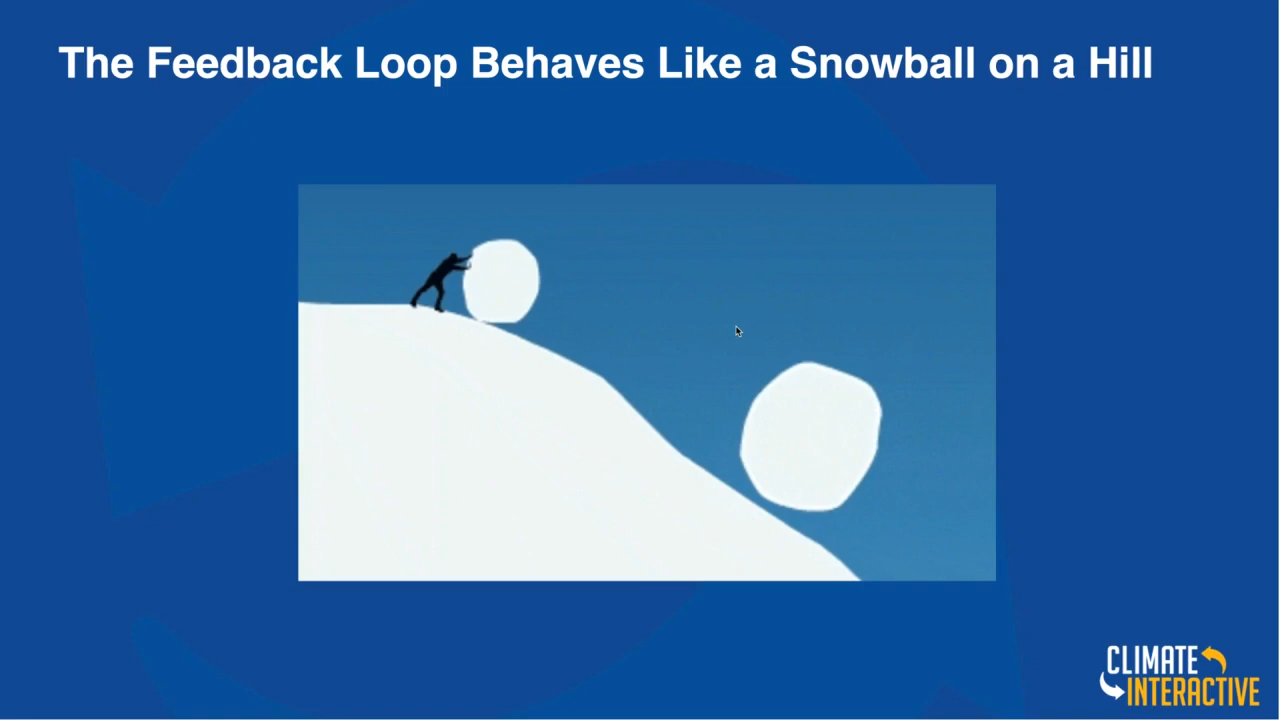 The Feedback Loop Behaves Like a Snowball on a Hill
CLIMATE
INTERACTIVE